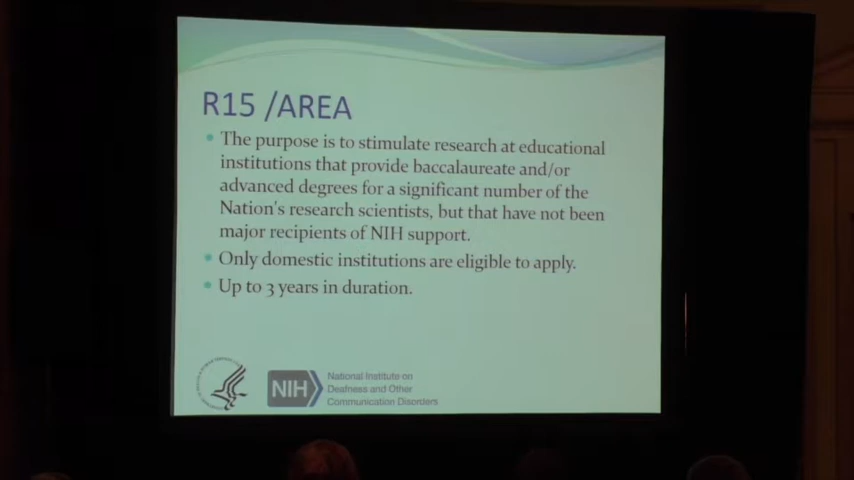 R15 /AREA
• The purpose is to stimulate research at educational
institutions that provide baccalaureate and/or
advanced degrees for a significant number of the
Nation's research scientists, but that have not been
major recipients of NIH support.
• Only domestic institutions are eligible to apply.
• Up to 3 years in duration.
NIH
National Institute on
Deafness and Other
Communication Disorders